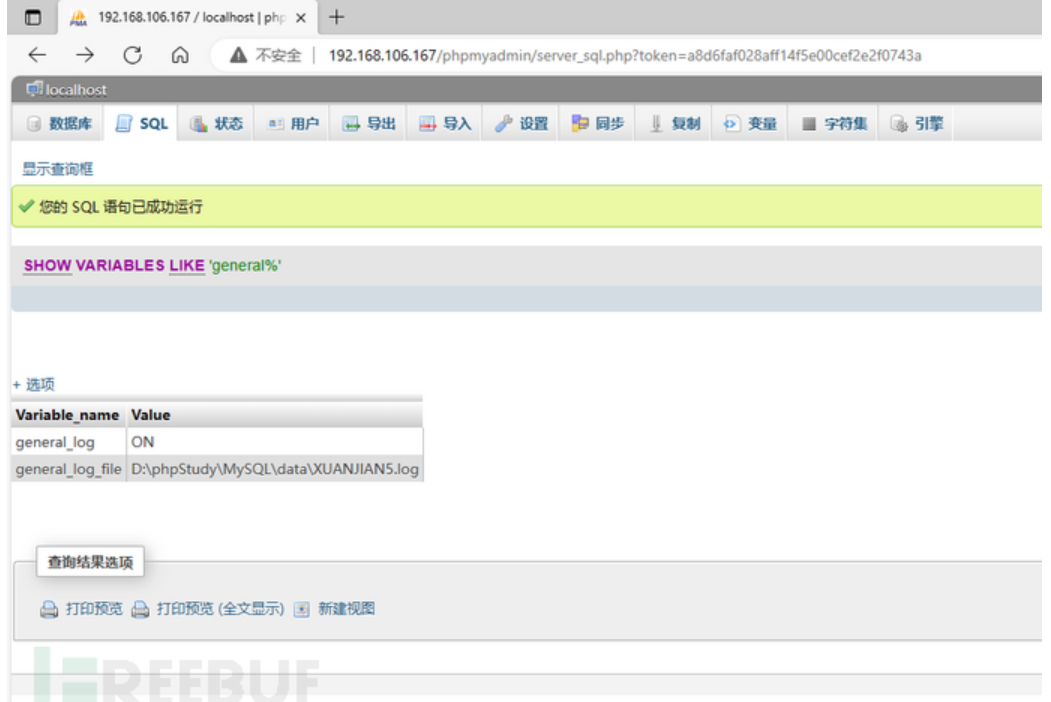 192.168.106.167 / localhost | php
不安全 | 192.168.106.167/phpmyadmin/server_sql.php?token=a8d6faf028aff14f5e00cef2e2f0743a
localhost
数据库 SQL 状态 用户 导出 导入 设置 同步 复制 变量 字符集 引擎
显示查询框
您的 SQL 语句已成功运行
SHOW VARIABLES LIKE 'general%'
+ 选项
Variable_name Value
general_log ON
general_log_file D:\phpStudy\MySQL\data\XUANJIAN5.log
查询结果选项
打印预览 打印预览 (全文显示) 新建视图
FREEBUF